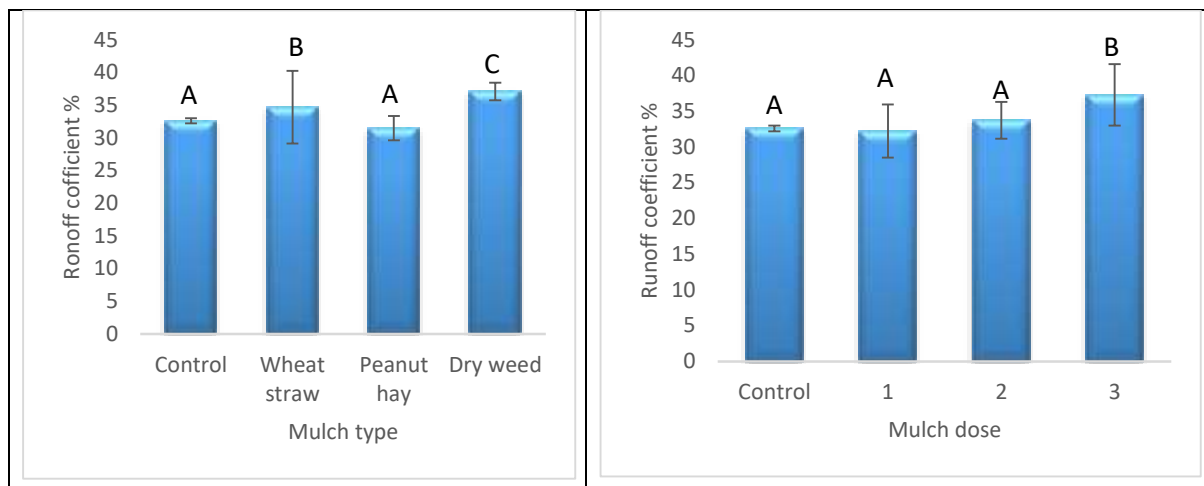 45
40
35
30
25
20
15
10
5
0
Ronoff cofficient %
A
B
A
C
Control
Wheat
straw
Peanut
hay
Dry weed
Mulch type
45
40
35
30
25
20
15
10
5
0
Runoff coefficient %
A
A
A
B
Control
1
2
3
Mulch dose